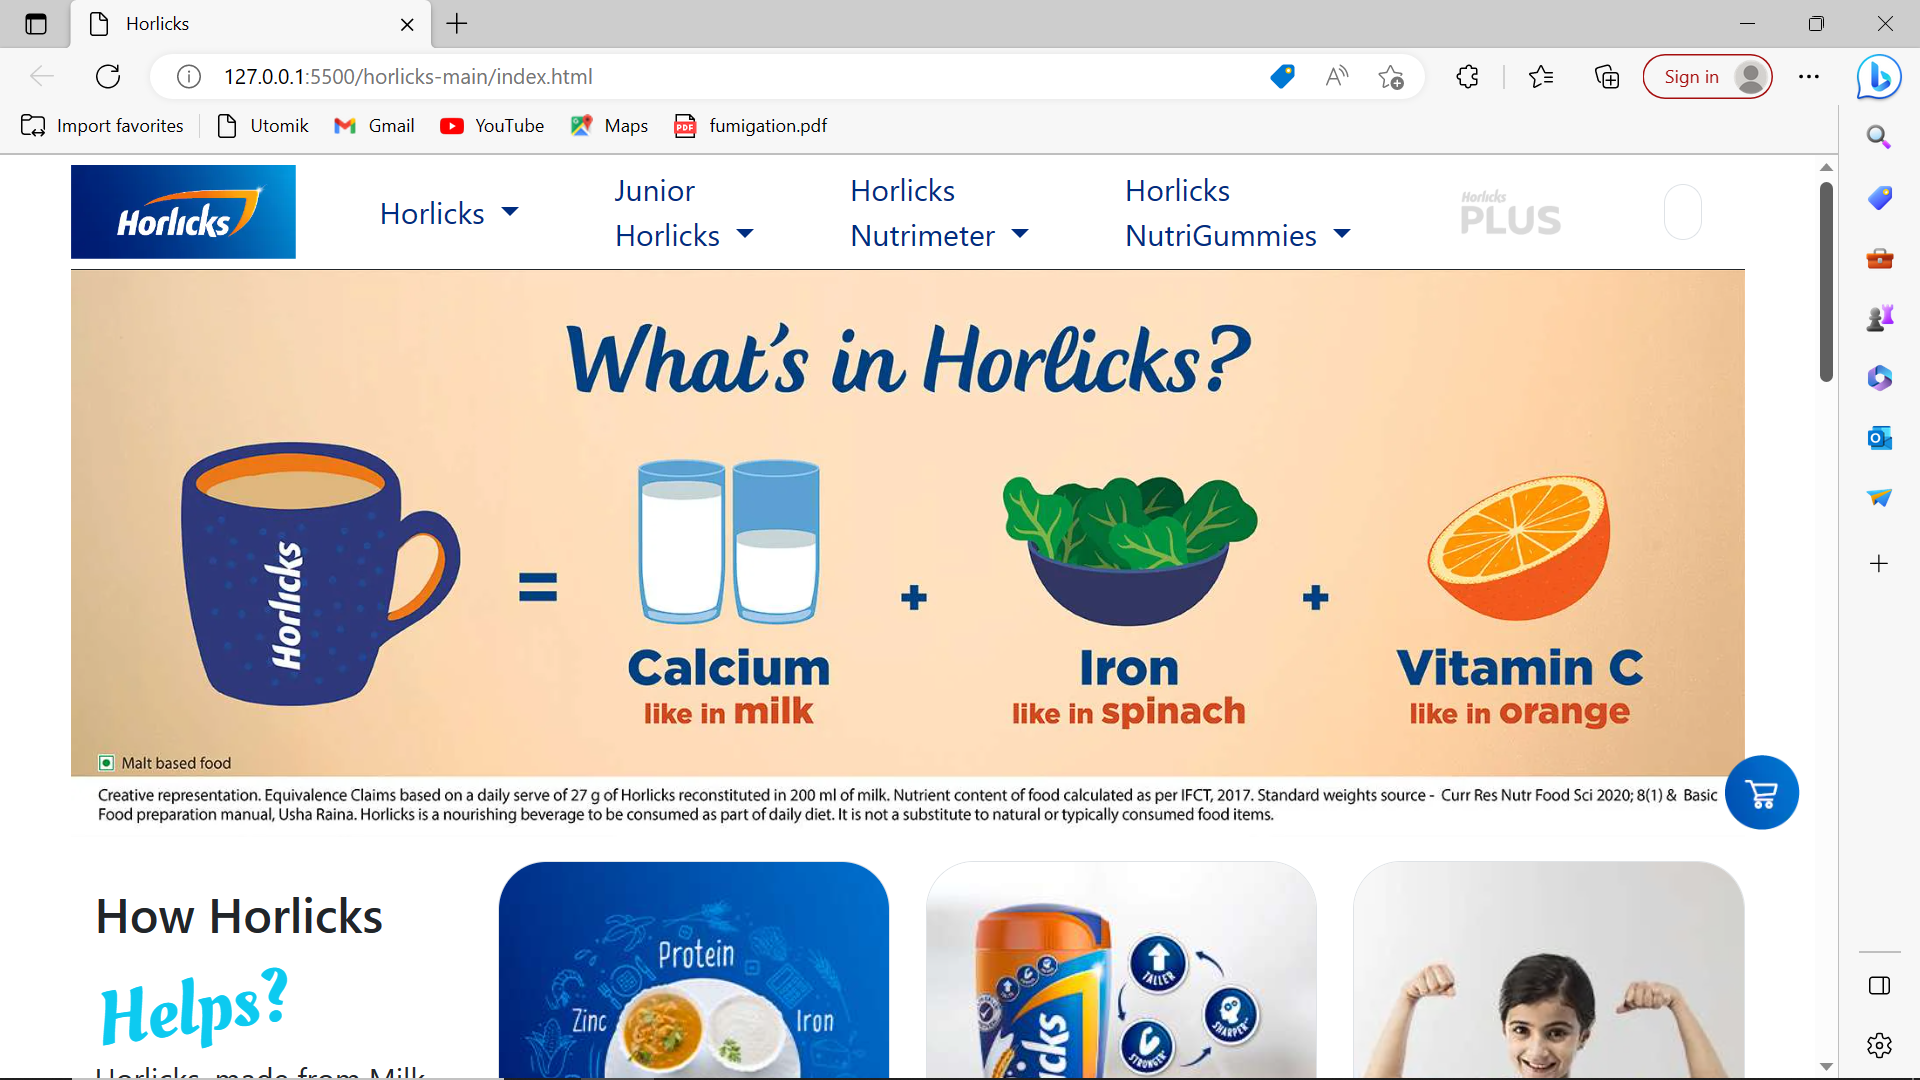 Horlicks
127.0.0.1:5500/horlicks-main/index.html
Sign in
Import favorites
Utomik
Gmail
YouTube
Maps
PDF
fumigation.pdf
Horlicks
Horlicks
Junior
Horlicks
Horlicks
Nutrimeter
Horlicks
NutriGummies
Horlicks
PLUS
What's in Horlicks?
Horlicks
=
+
+
Calcium
like in milk
Iron
like in spinach
Vitamin C
like in orange
Malt based food
Creative representation. Equivalence Claims based on a daily serve of 27 g of Horlicks reconstituted in 200 ml of milk. Nutrient content of food calculated as per IFCT, 2017. Standard weights source - Curr Res Nutr Food Sci 2020; 8(1) & Basic
Food preparation manual, Usha Raina. Horlicks is a nourishing beverage to be consumed as part of daily diet. It is not a substitute to natural or typically consumed food items.
How Horlicks
Helps?
Horlicks, made from Milk
Protein
Zinc
Iron
TALLER
SHARPER
STRONGER